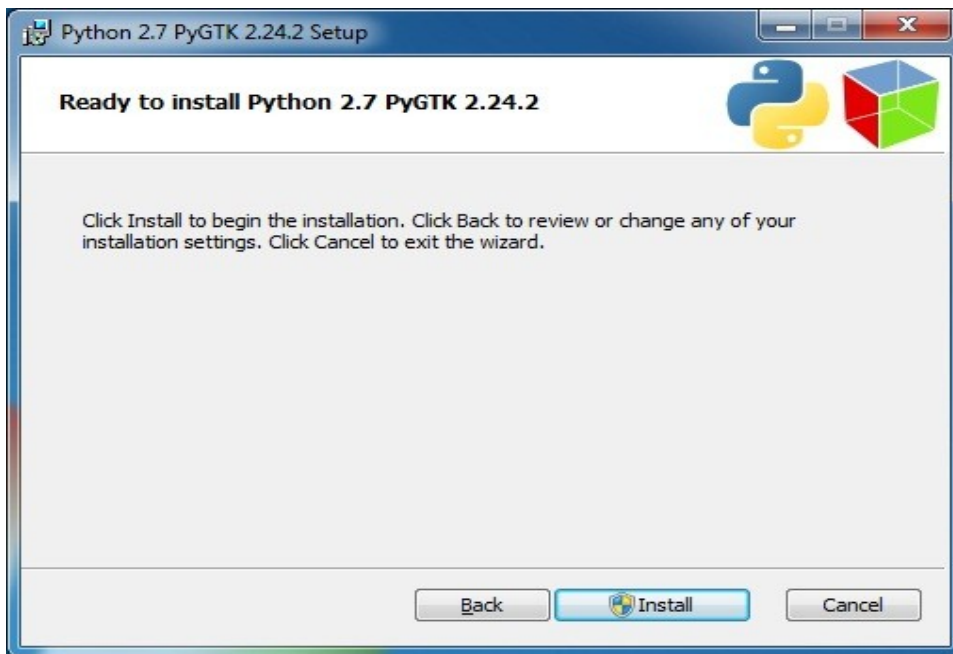 Python 2.7 PyGTK 2.24.2 Setup
Ready to install Python 2.7 PyGTK 2.24.2
Click Install to begin the installation. Click Back to review or change any of your
installation settings. Click Cancel to exit the wizard.
Back Install Cancel